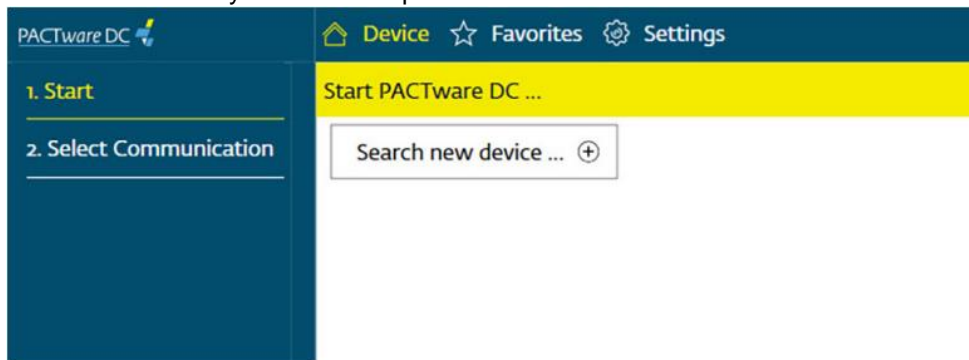 PACTware DC
Device Favorites Settings
1. Start
Start PACTware DC ...
2. Select Communication
Search new device ...